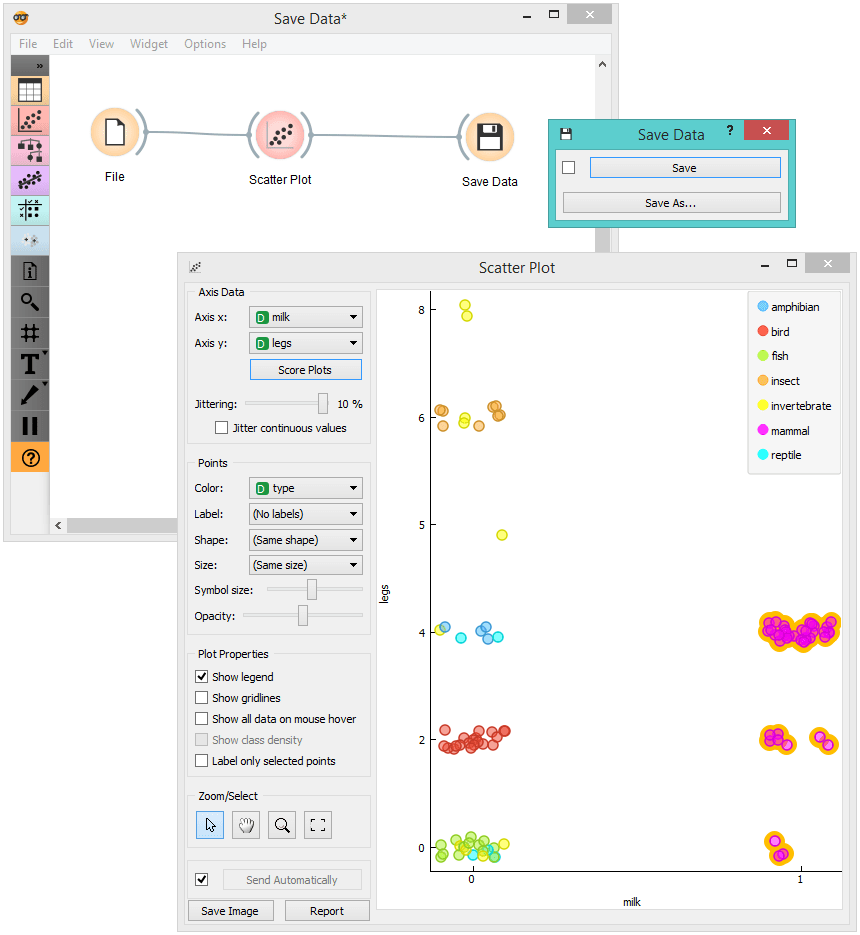 Save Data*
File Edit View Widget Options Help
»
File
Scatter Plot
Save Data
Save Data
?
Save
Save As...
Scatter Plot
Axis Data
Axis x: D milk
Axis y: D legs
Score Plots
Jittering: 10 %
Jitter continuous values
Points
Color: D type
Label: (No labels)
Shape: (Same shape)
Size: (Same size)
Symbol size:
Opacity:
Plot Properties
Show legend
Show gridlines
Show all data on mouse hover
Show class density
Label only selected points
Zoom/Select
Send Automatically
Save Image Report
8
6
5
4
2
0
legs
0 1
milk
amphibian
bird
fish
insect
invertebrate
mammal
reptile